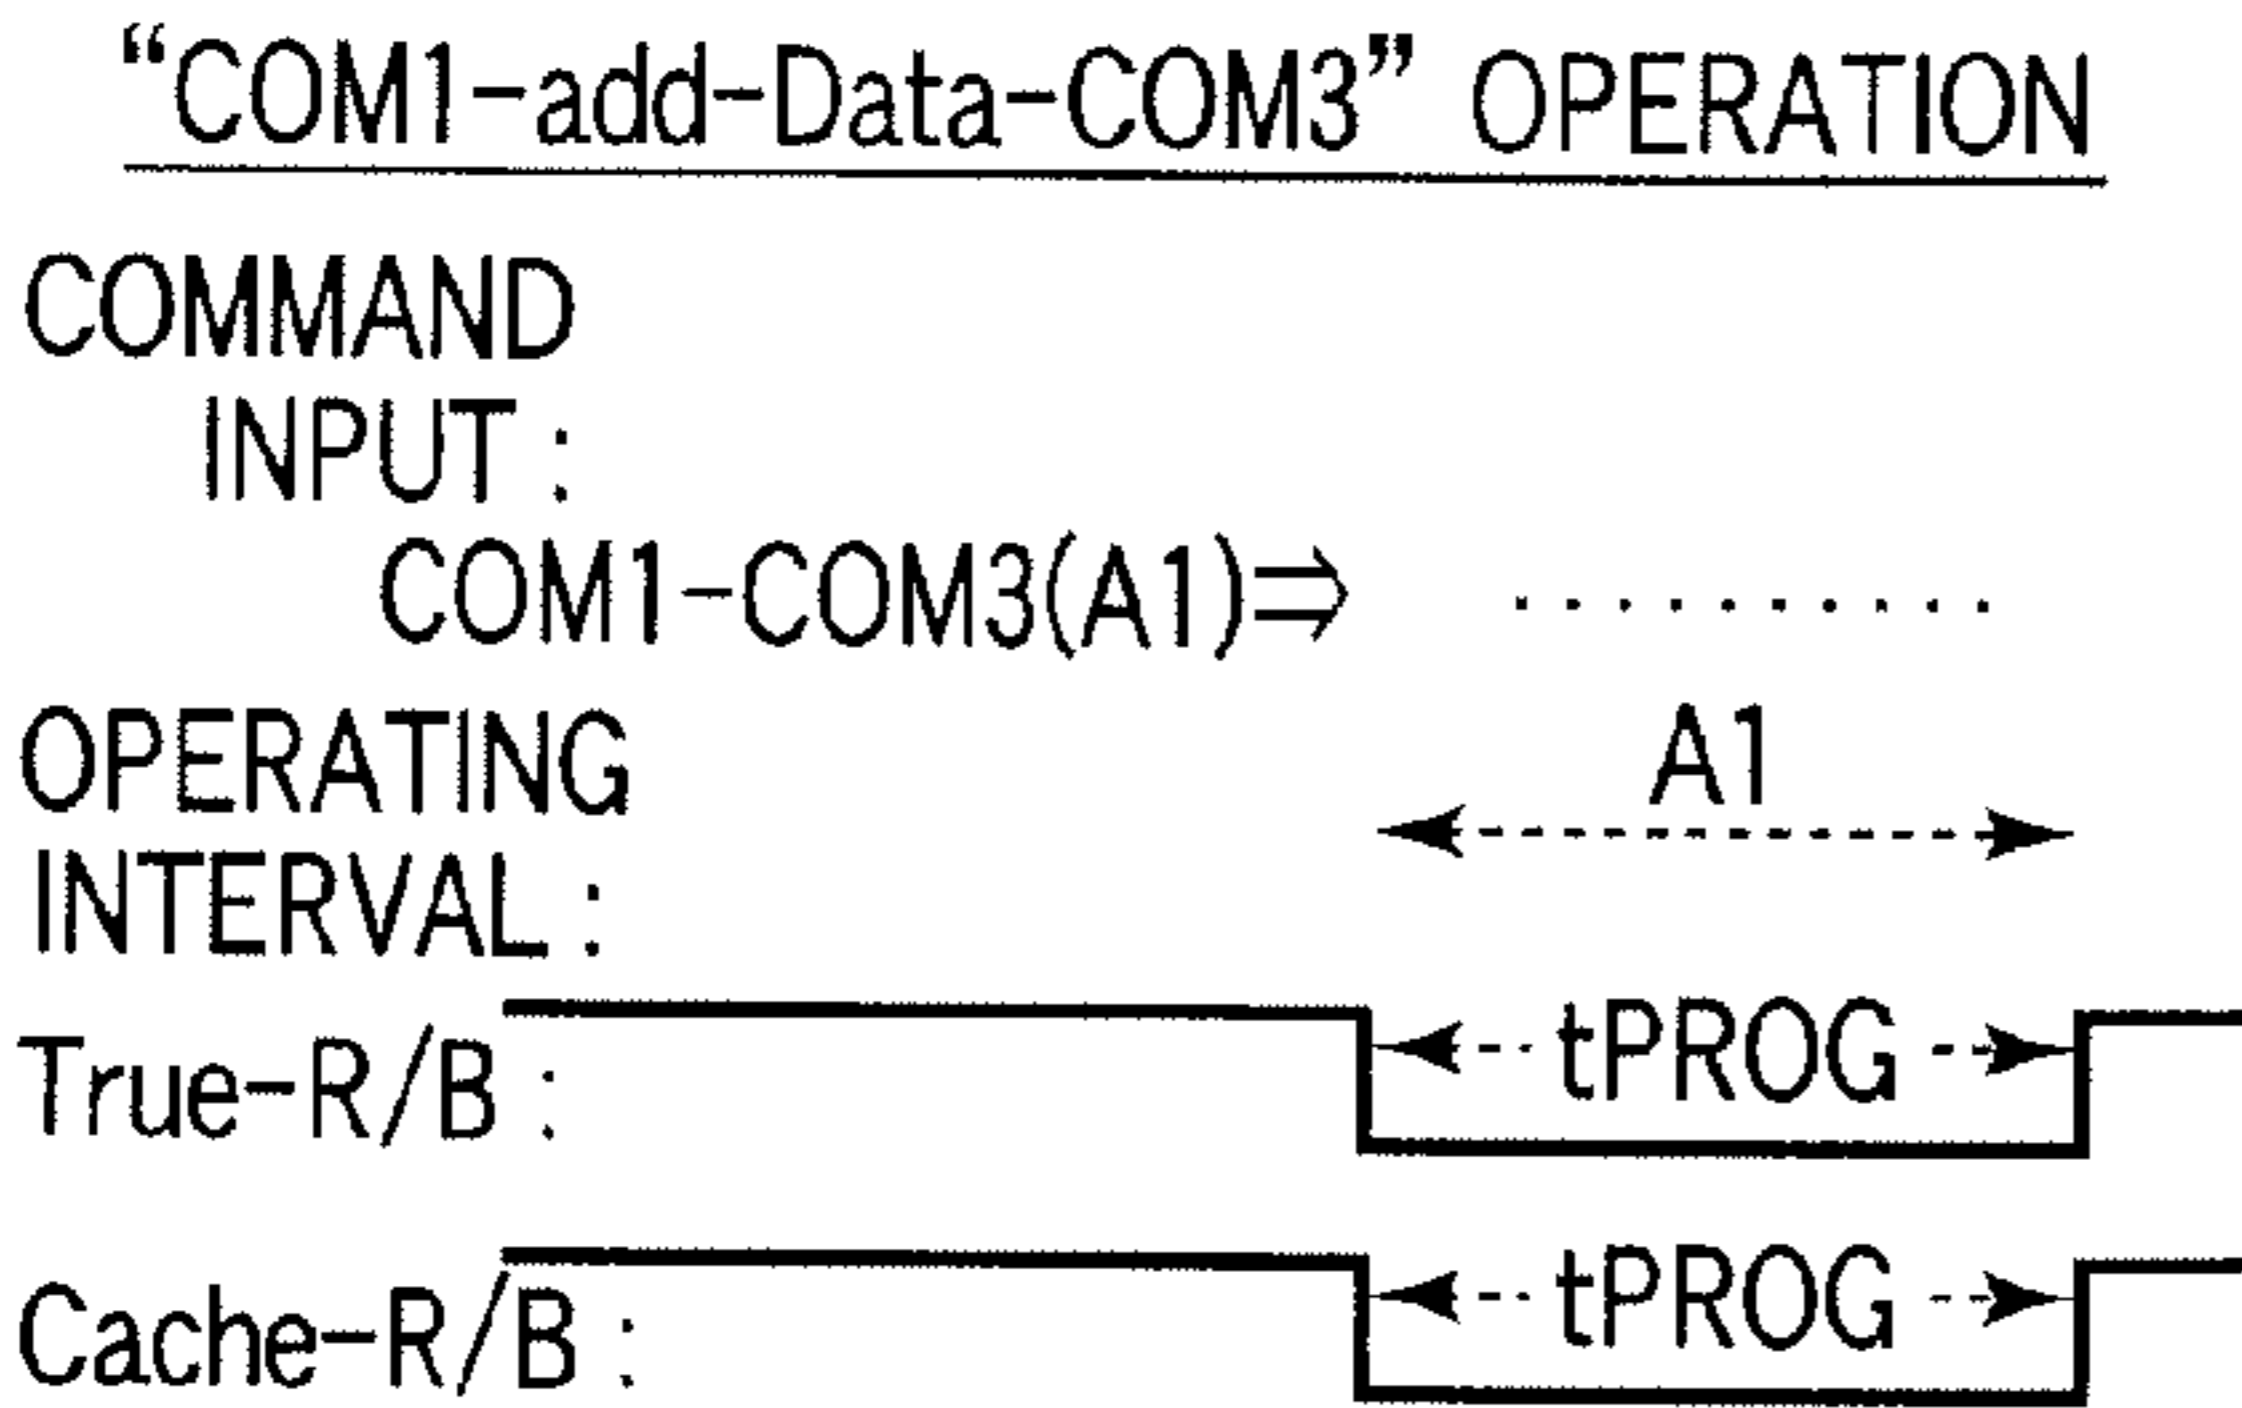 “COM1-add-Data-COM3” OPERATION
COMMAND
INPUT :
COM1-COM3(A1)⇒ ..........
OPERATING
INTERVAL :
A1
True-R/B :
tPROG
Cache-R/B :
tPROG